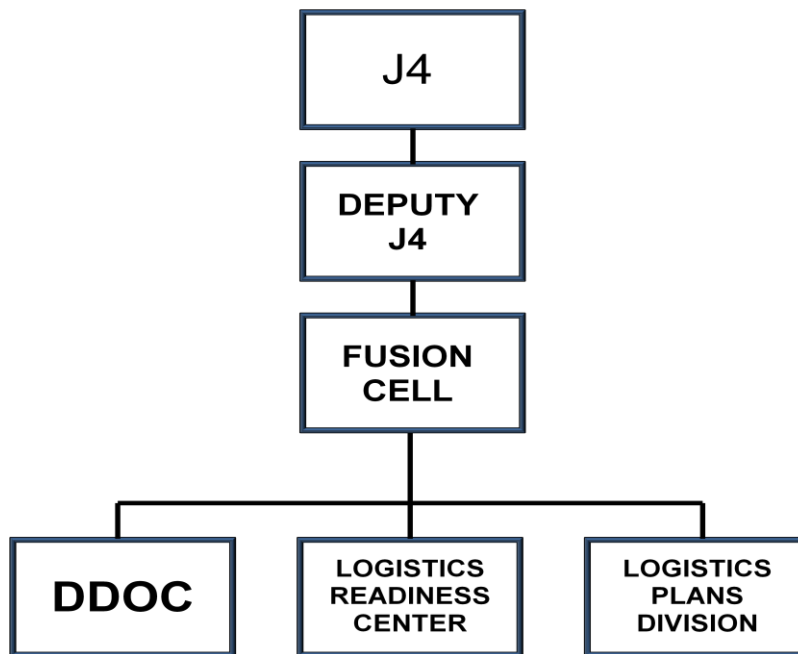 J4
DEPUTY
J4
FUSION
CELL
DDOC
LOGISTICS
READINESS
CENTER
LOGISTICS
PLANS
DIVISION